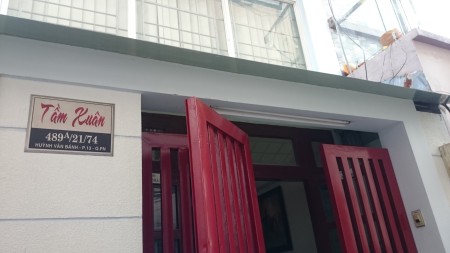 Tầm Xuân
489A/21/74
HUỲNH VĂN BÁNH - P.13 - Q.PN